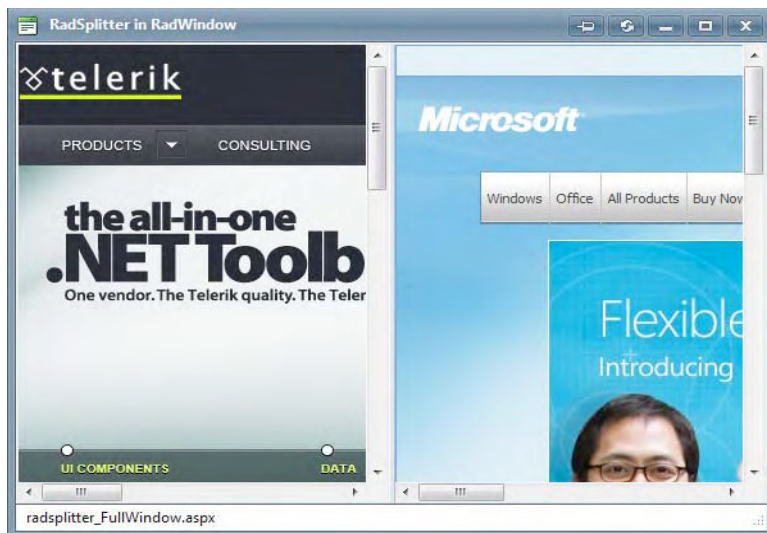 RadSplitter in RadWindow
telerik
PRODUCTS CONSULTING
the all-in-one
.NET Toolb
One vendor. The Telerik quality. The Teler
UI COMPONENTS DATA
Microsoft
Windows Office All Products Buy Now
Flexible
Introducing
radsplitter_FullWindow.aspx